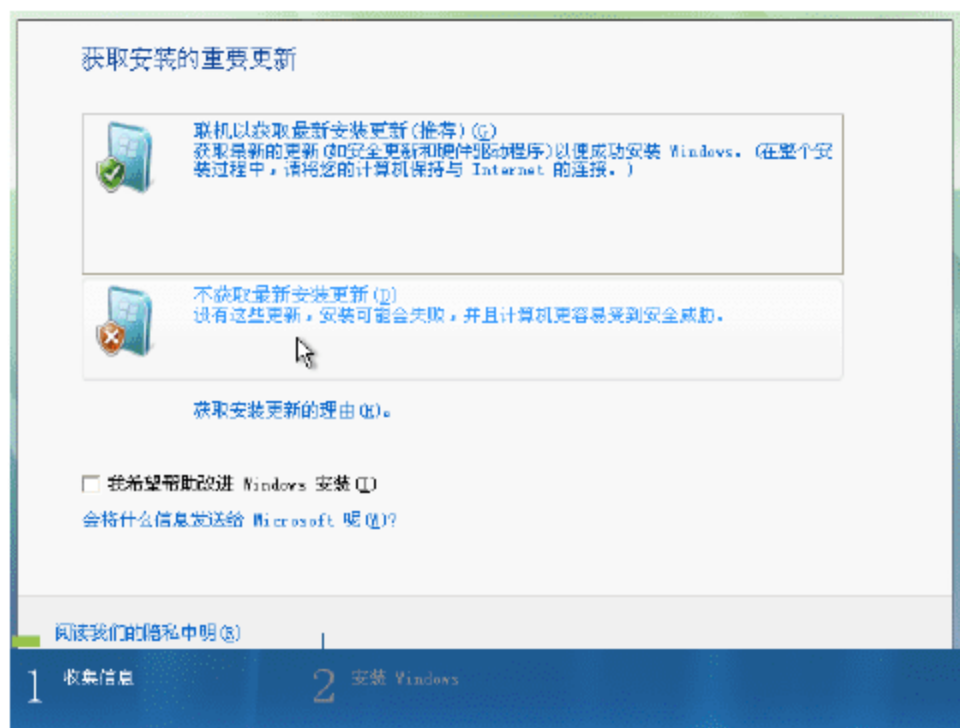 获取安装的重要更新
联机以获取最新安装更新(推荐)(G)
获取最新的更新(如安全更新和硬件驱动程序)以便成功安装 Windows。(在整个安
装过程中，请将您的计算机保持与 Internet 的连接。)
不获取最新安装更新(D)
没有这些更新，安装可能会失败，并且计算机更容易受到安全威胁。
获取安装更新的理由(H)。
我希望帮助改进 Windows 安装(I)
会将什么信息发送给 Microsoft 呢(W)?
阅读我们的隐私申明(R)
1 收集信息
2 安装 Windows